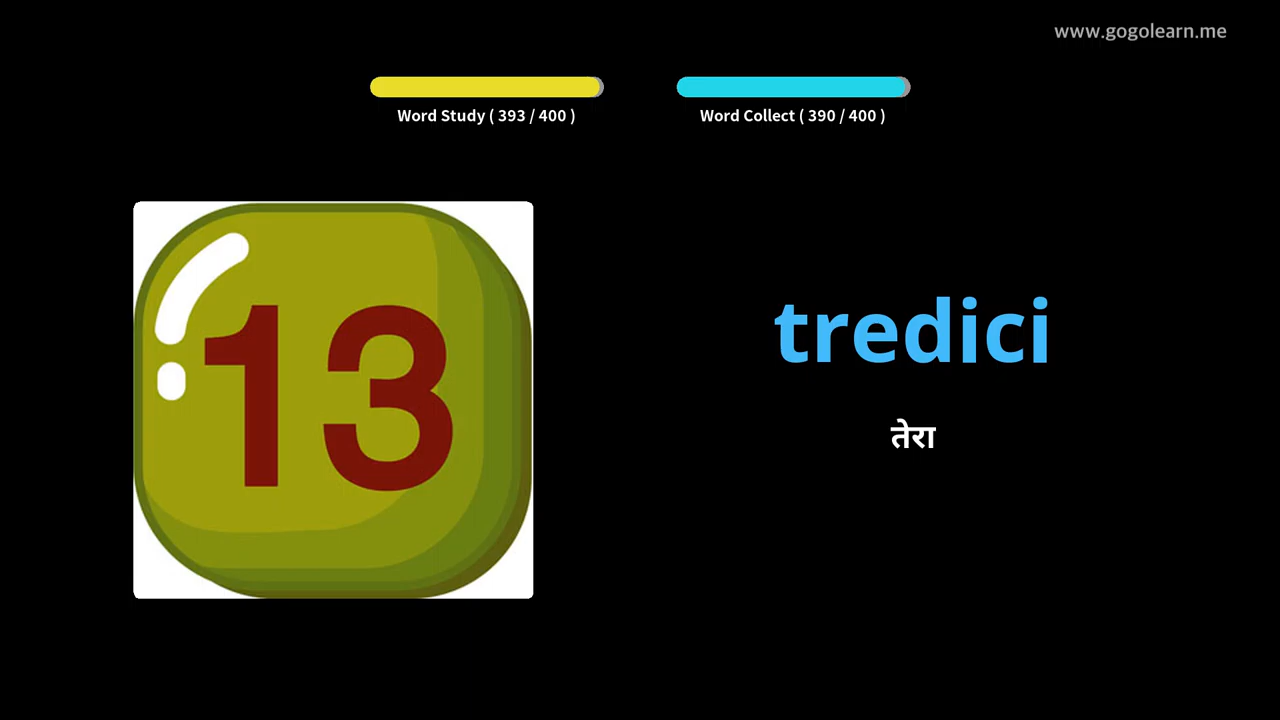 www.gogolearn.me
Word Study ( 393 / 400 )
Word Collect ( 390 / 400 )
13
tredici
तेरा